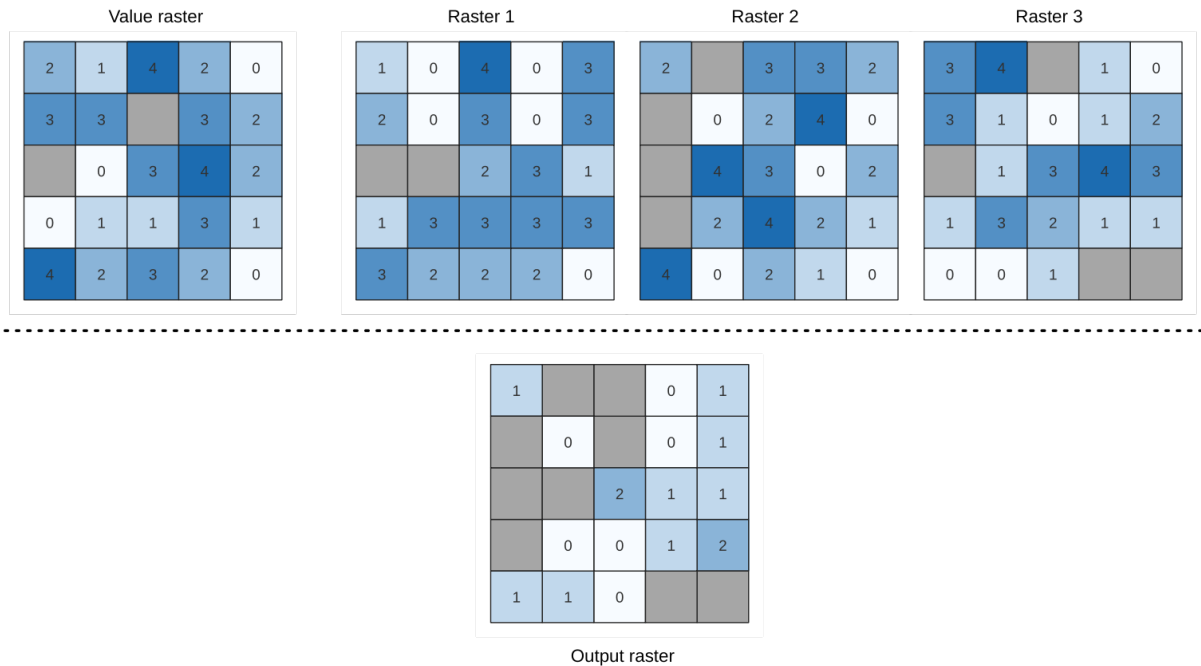 Value raster Raster 1 Raster 2 Raster 3
2 1 4 2 0 1 0 4 0 3 2 3 3 2 3 4 1 0
3 3 3 2 2 0 3 0 3 0 2 4 0 3 1 0 1 2
0 3 4 2 2 3 1 4 3 0 2 1 3 4 3
0 1 1 3 1 1 3 3 3 3 2 4 2 1 1 3 2 1 1
4 2 3 2 0 3 2 2 2 0 4 0 2 1 0 0 0 1
1 0 1
0 0 1
2 1 1
0 0 1 2
1 1 0
Output raster